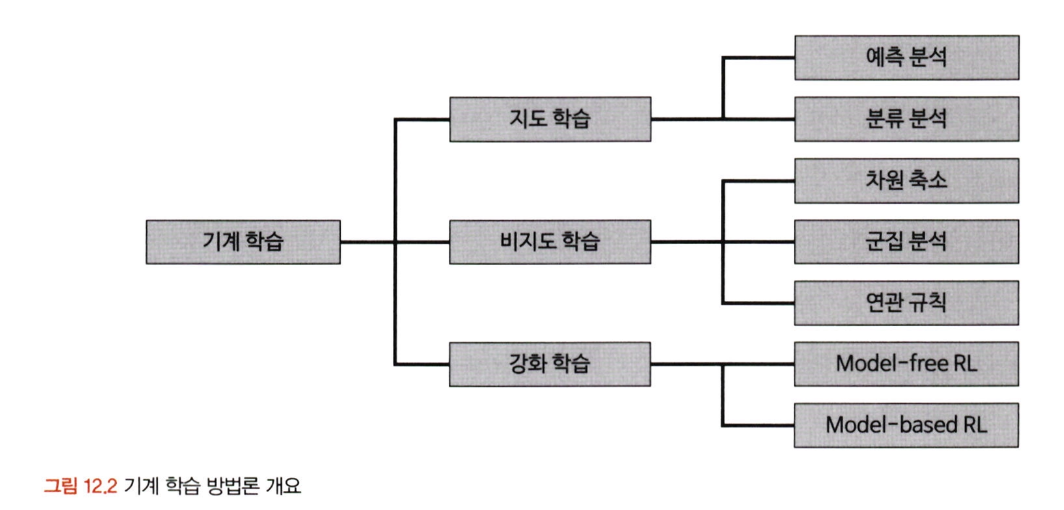 예측 분석
지도 학습
분류 분석
차원 축소
기계 학습
비지도 학습
군집 분석
연관 규칙
강화 학습
Model-free RL
Model-based RL
그림 12.2 기계 학습 방법론 개요